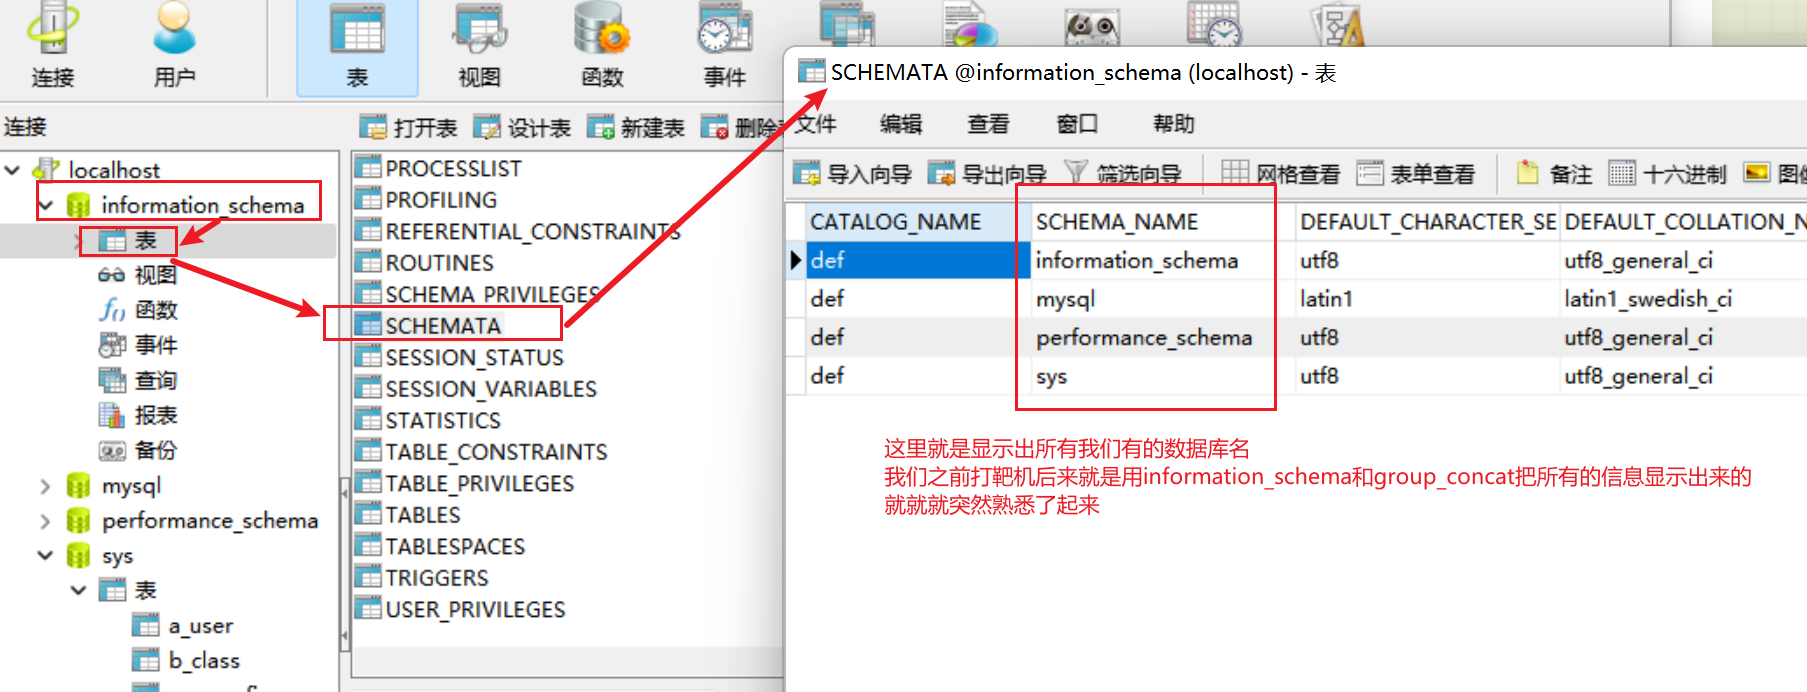 连接
用户
表
视图
函数
事件
连接
打开表
设计表
新建表
删除
localhost
information_schema
表
视图
函数
事件
查询
报表
备份
mysql
performance_schema
sys
表
a_user
b_class
PROCESSLIST
PROFILING
REFERENTIAL_CONSTRAINTS
ROUTINES
SCHEMA_PRIVILEGES
SCHEMATA
SESSION_STATUS
SESSION_VARIABLES
STATISTICS
TABLE_CONSTRAINTS
TABLE_PRIVILEGES
TABLES
TABLESPACES
TRIGGERS
USER_PRIVILEGES
SCHEMATA @information_schema (localhost) - 表
文件 编辑 查看 窗口 帮助
导入向导 导出向导 筛选向导 网格查看 表单查看 备注 十六进制 图像
CATALOG_NAME SCHEMA_NAME DEFAULT_CHARACTER_SE DEFAULT_COLLATION_N
def information_schema utf8 utf8_general_ci
def mysql latin1 latin1_swedish_ci
def performance_schema utf8 utf8_general_ci
def sys utf8 utf8_general_ci
这里就是显示出所有我们有的数据库名
我们之前打靶机后来就是用information_schema和group_concat把所有的信息显示出来的
就就就突然熟悉了起来